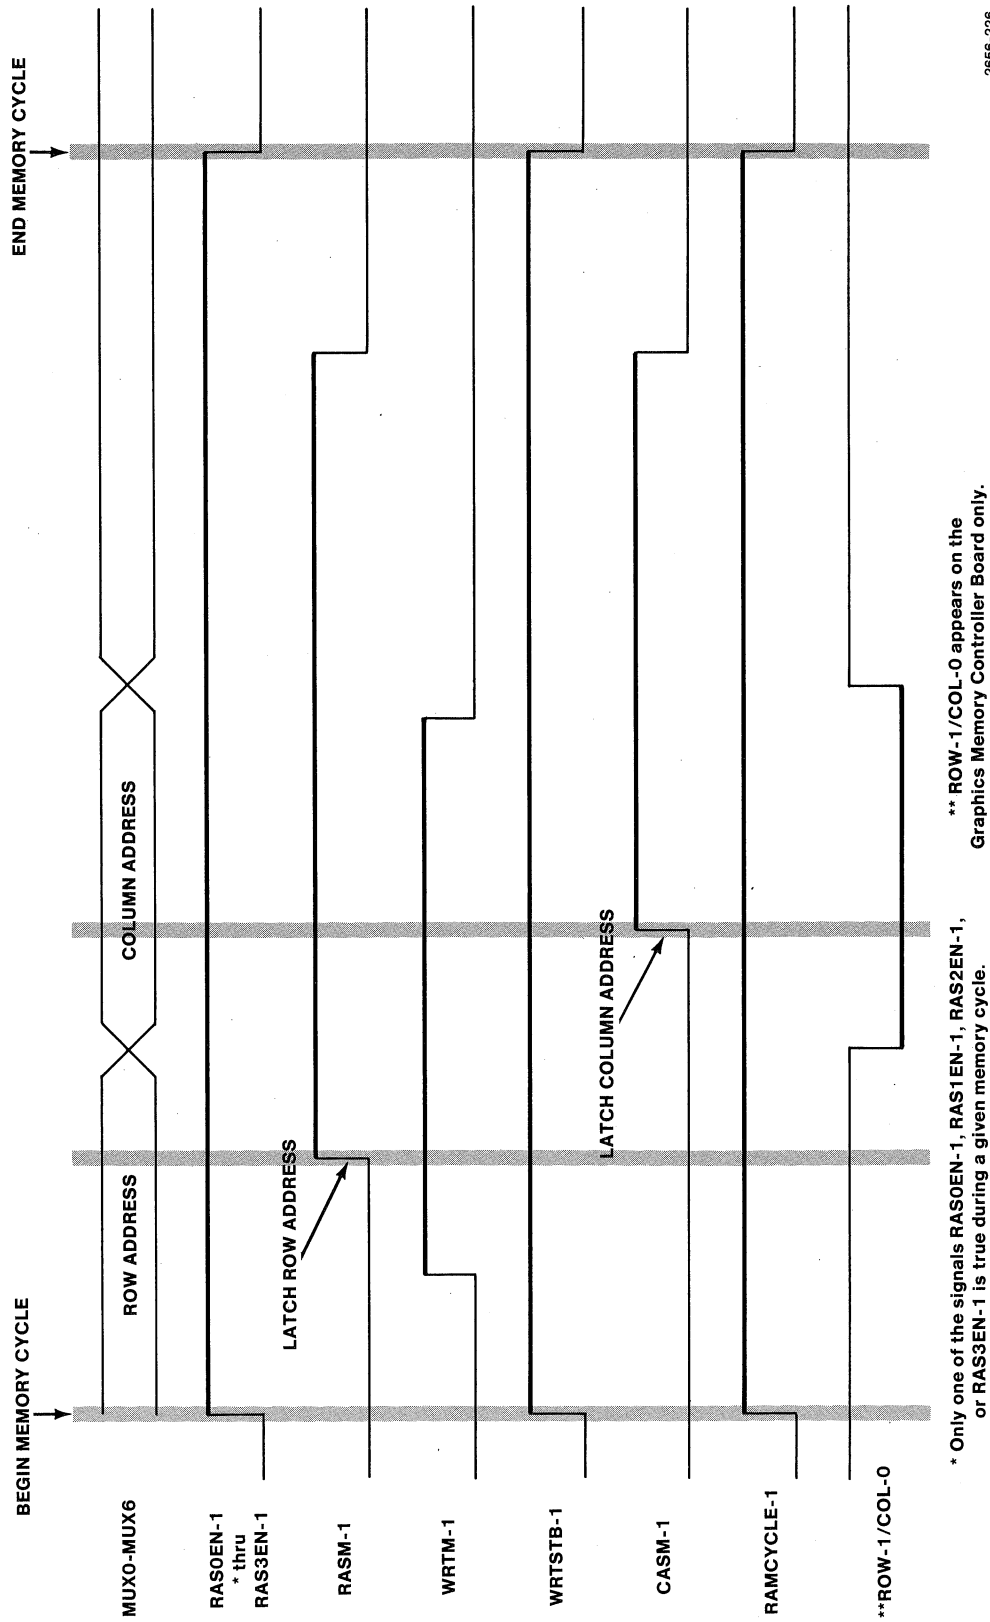 BEGIN MEMORY CYCLE
END MEMORY CYCLE
MUX0-MUX6
ROW ADDRESS
COLUMN ADDRESS
RAS0EN-1
* thru
RAS3EN-1
LATCH ROW ADDRESS
RASM-1
WRTM-1
WRTSTB-1
LATCH COLUMN ADDRESS
CASM-1
RAMCYCLE-1
**ROW-1/COL-0
* Only one of the signals RAS0EN-1, RAS1EN-1, RAS2EN-1,
or RAS3EN-1 is true during a given memory cycle.
** ROW-1/COL-0 appears on the
Graphics Memory Controller Board only.